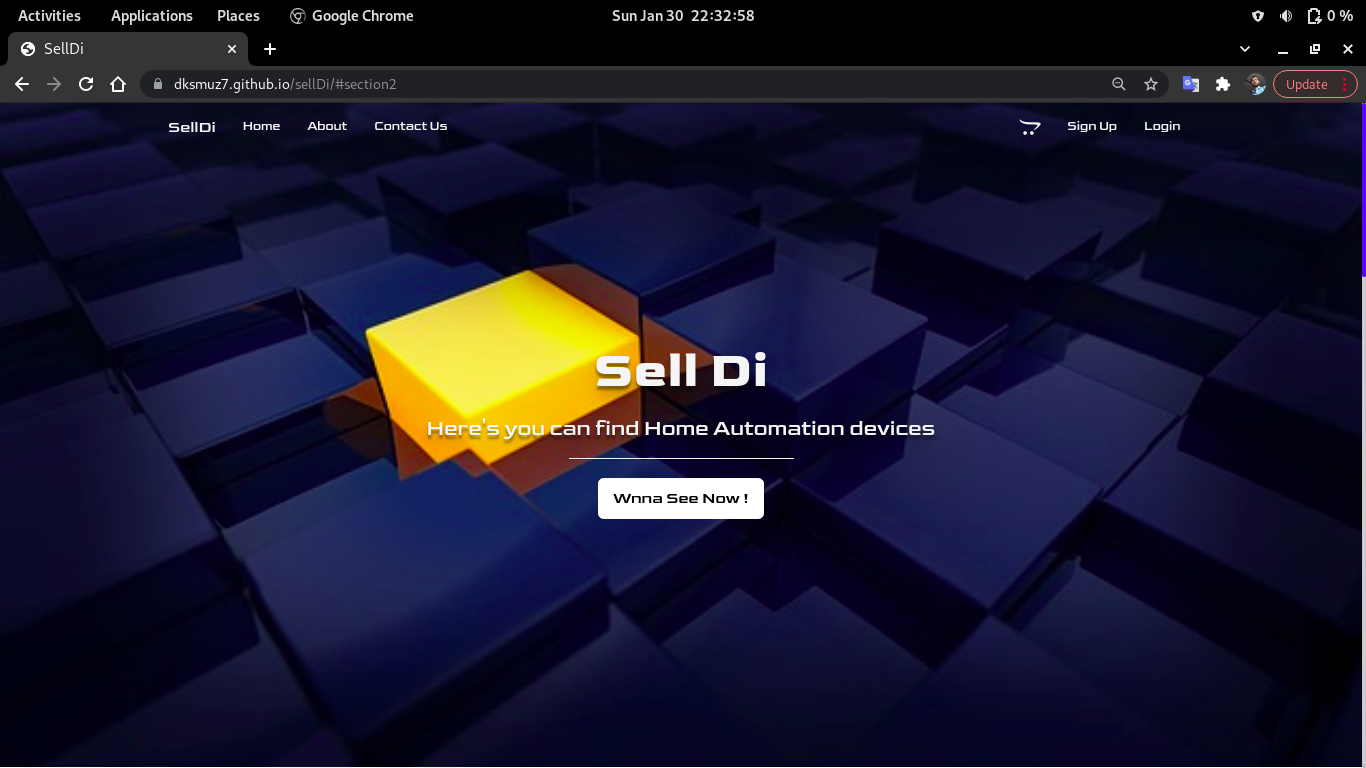 Activities Applications Places Google Chrome Sun Jan 30 22:32:58 0 %
SellDi
dksmuz7.github.io/sellDi/#section2 Update
SellDi Home About Contact Us Sign Up Login
Sell Di
Here's you can find Home Automation devices
Wnna See Now !